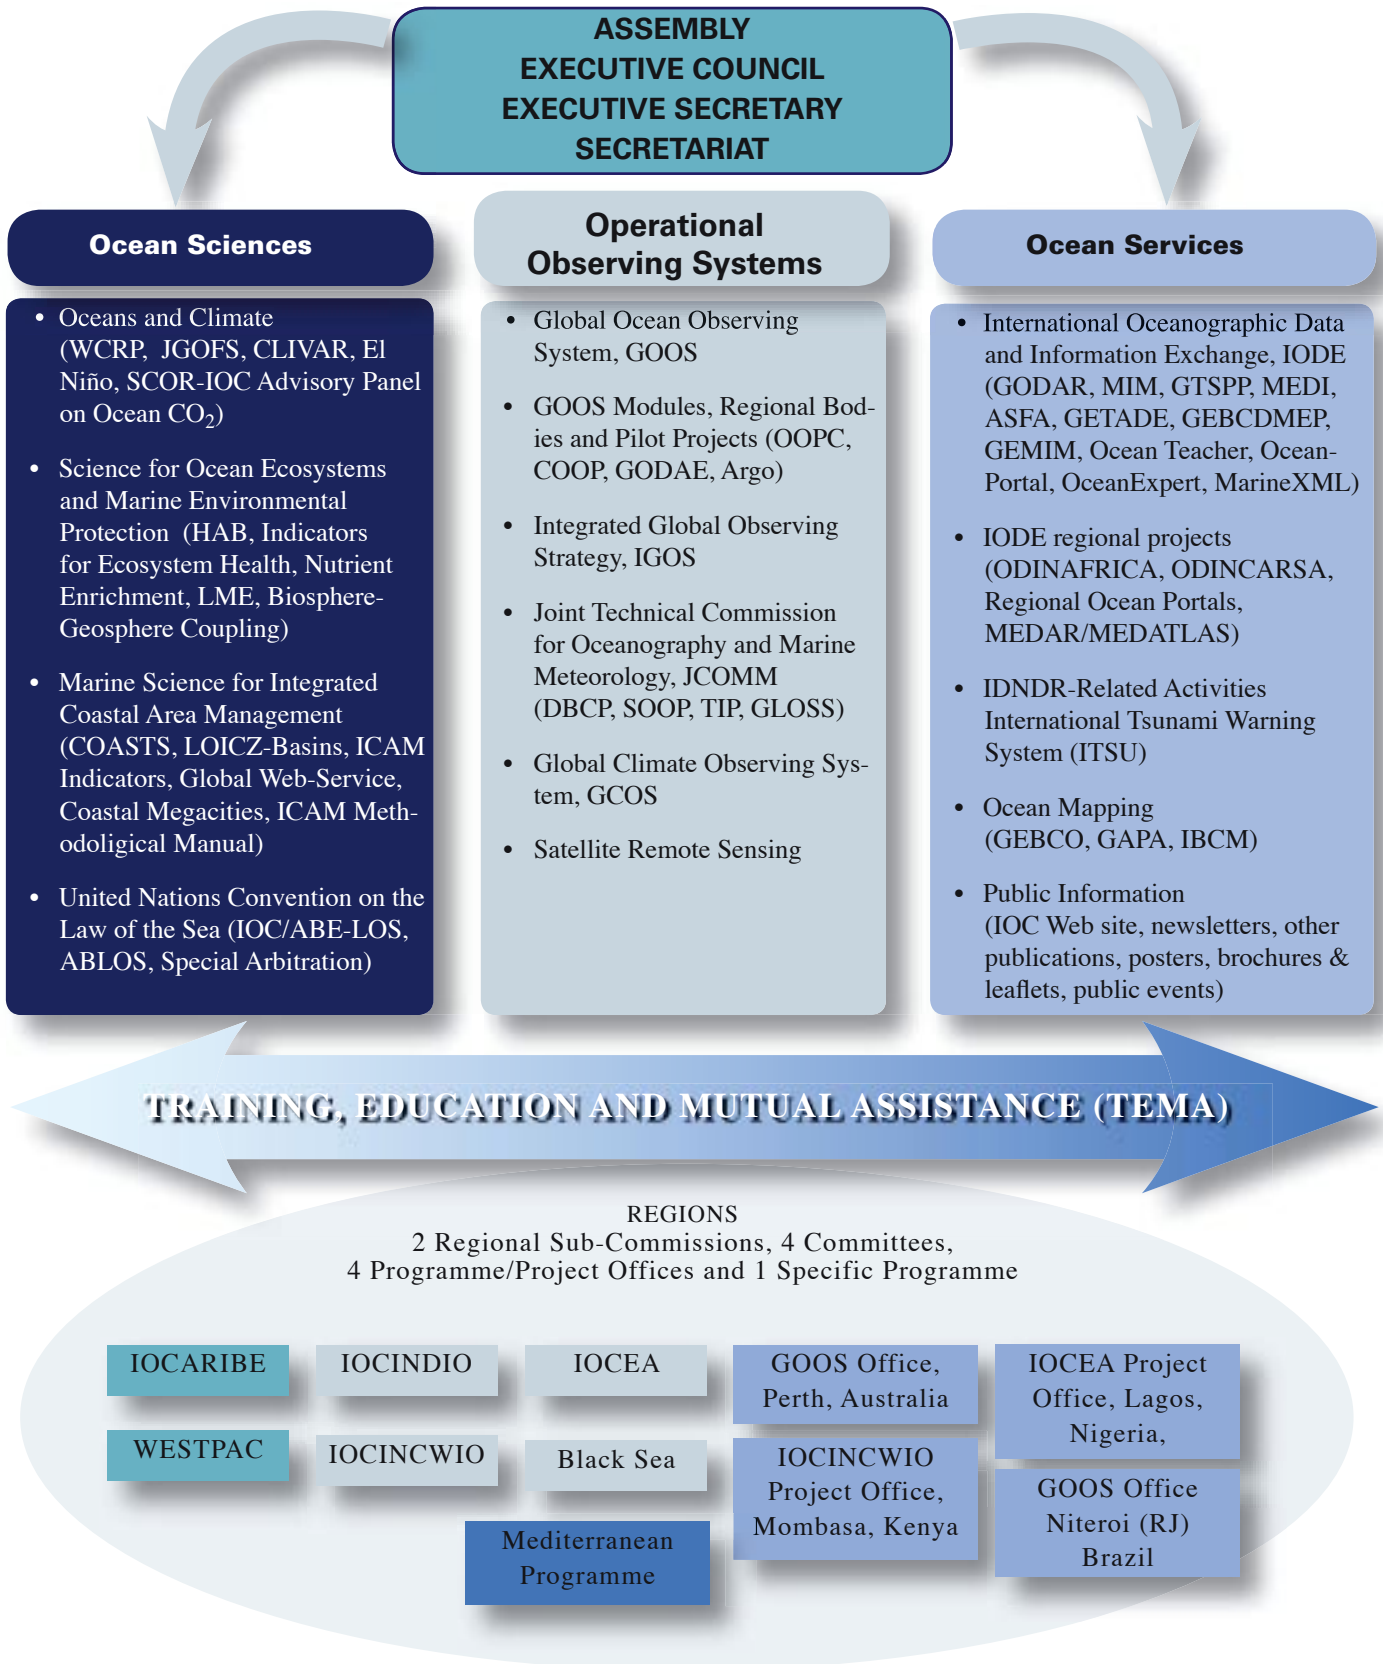 ASSEMBLY
EXECUTIVE COUNCIL
EXECUTIVE SECRETARY
SECRETARIAT
Ocean Sciences
• Oceans and Climate
(WCRP, JGOFS, CLIVAR, El
Niño, SCOR-IOC Advisory Panel
on Ocean CO₂)
• Science for Ocean Ecosystems
and Marine Environmental
Protection (HAB, Indicators
for Ecosystem Health, Nutrient
Enrichment, LME, Biosphere-
Geosphere Coupling)
• Marine Science for Integrated
Coastal Area Management
(COASTS, LOICZ-Basins, ICAM
Indicators, Global Web-Service,
Coastal Megacities, ICAM Meth-
odoligical Manual)
• United Nations Convention on the
Law of the Sea (IOC/ABE-LOS,
ABLOS, Special Arbitration)
Operational
Observing Systems
• Global Ocean Observing
System, GOOS
• GOOS Modules, Regional Bod-
ies and Pilot Projects (OOPC,
COOP, GODAE, Argo)
• Integrated Global Observing
Strategy, IGOS
• Joint Technical Commission
for Oceanography and Marine
Meteorology, JCOMM
(DBCP, SOOP, TIP, GLOSS)
• Global Climate Observing Sys-
tem, GCOS
• Satellite Remote Sensing
Ocean Services
• International Oceanographic Data
and Information Exchange, IODE
(GODAR, MIM, GTSPP, MEDI,
ASFA, GETADE, GEBCDMEP,
GEMIM, Ocean Teacher, Ocean-
Portal, OceanExpert, MarineXML)
• IODE regional projects
(ODINAFRICA, ODINCARSA,
Regional Ocean Portals,
MEDAR/MEDATLAS)
• IDNDR-Related Activities
International Tsunami Warning
System (ITSU)
• Ocean Mapping
(GEBCO, GAPA, IBCM)
• Public Information
(IOC Web site, newsletters, other
publications, posters, brochures &
leaflets, public events)
TRAINING, EDUCATION AND MUTUAL ASSISTANCE (TEMA)
REGIONS
2 Regional Sub-Commissions, 4 Committees,
4 Programme/Project Offices and 1 Specific Programme
IOCARIBE
WESTPAC
IOCINDIO
IOCINCWIO
IOCEA
Black Sea
Mediterranean
Programme
GOOS Office,
Perth, Australia
IOCINCWIO
Project Office,
Mombasa, Kenya
IOCEA Project
Office, Lagos,
Nigeria,
GOOS Office
Niteroi (RJ)
Brazil